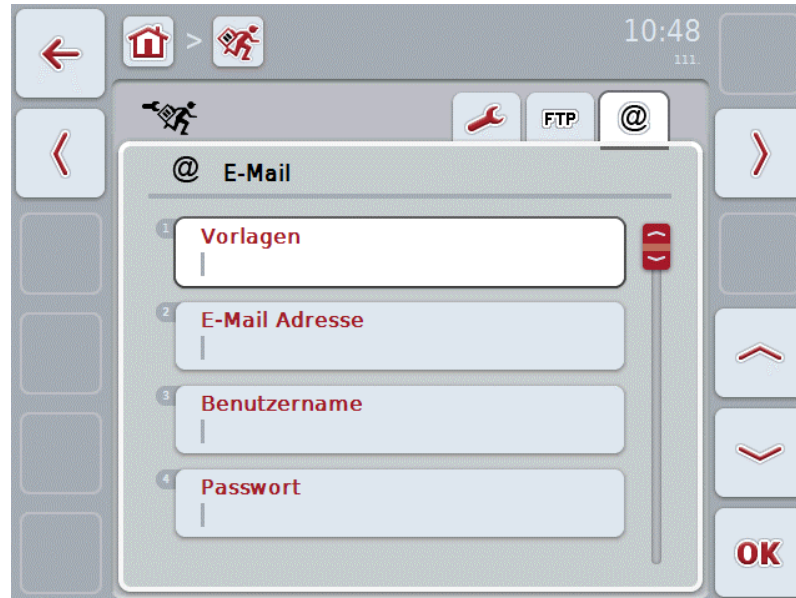 10:48
111.
FTP
@
@ E-Mail
1
Vorlagen
2
E-Mail Adresse
3
Benutzername
4
Passwort
OK